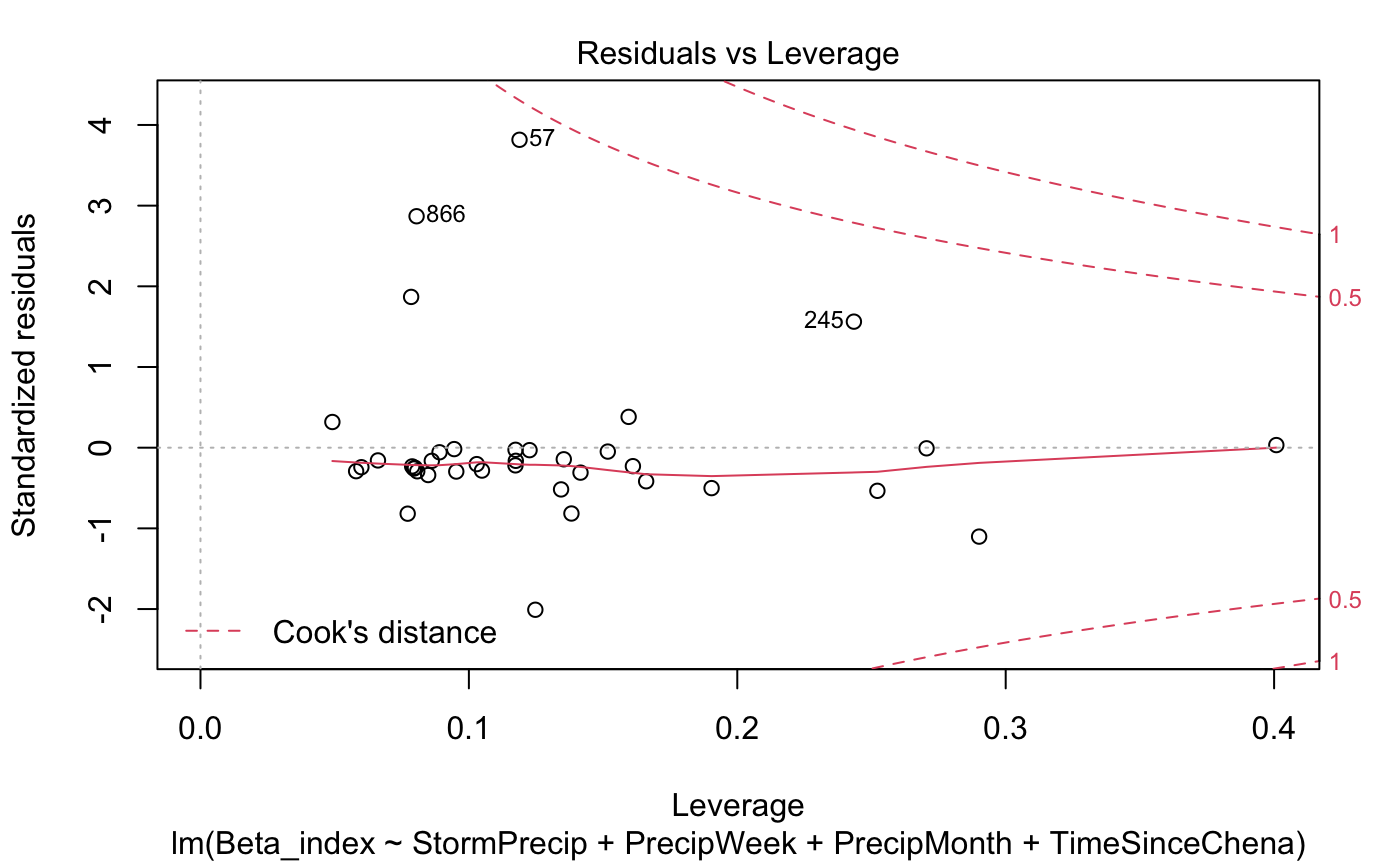 Residuals vs Leverage
Standardized residuals
4
3
2
1
0
-1
-2
57
866
245
1
0.5
0.5
1
Cook's distance
0.0 0.1 0.2 0.3 0.4
Leverage
lm(Beta_index ~ StormPrecip + PrecipWeek + PrecipMonth + TimeSinceChena)